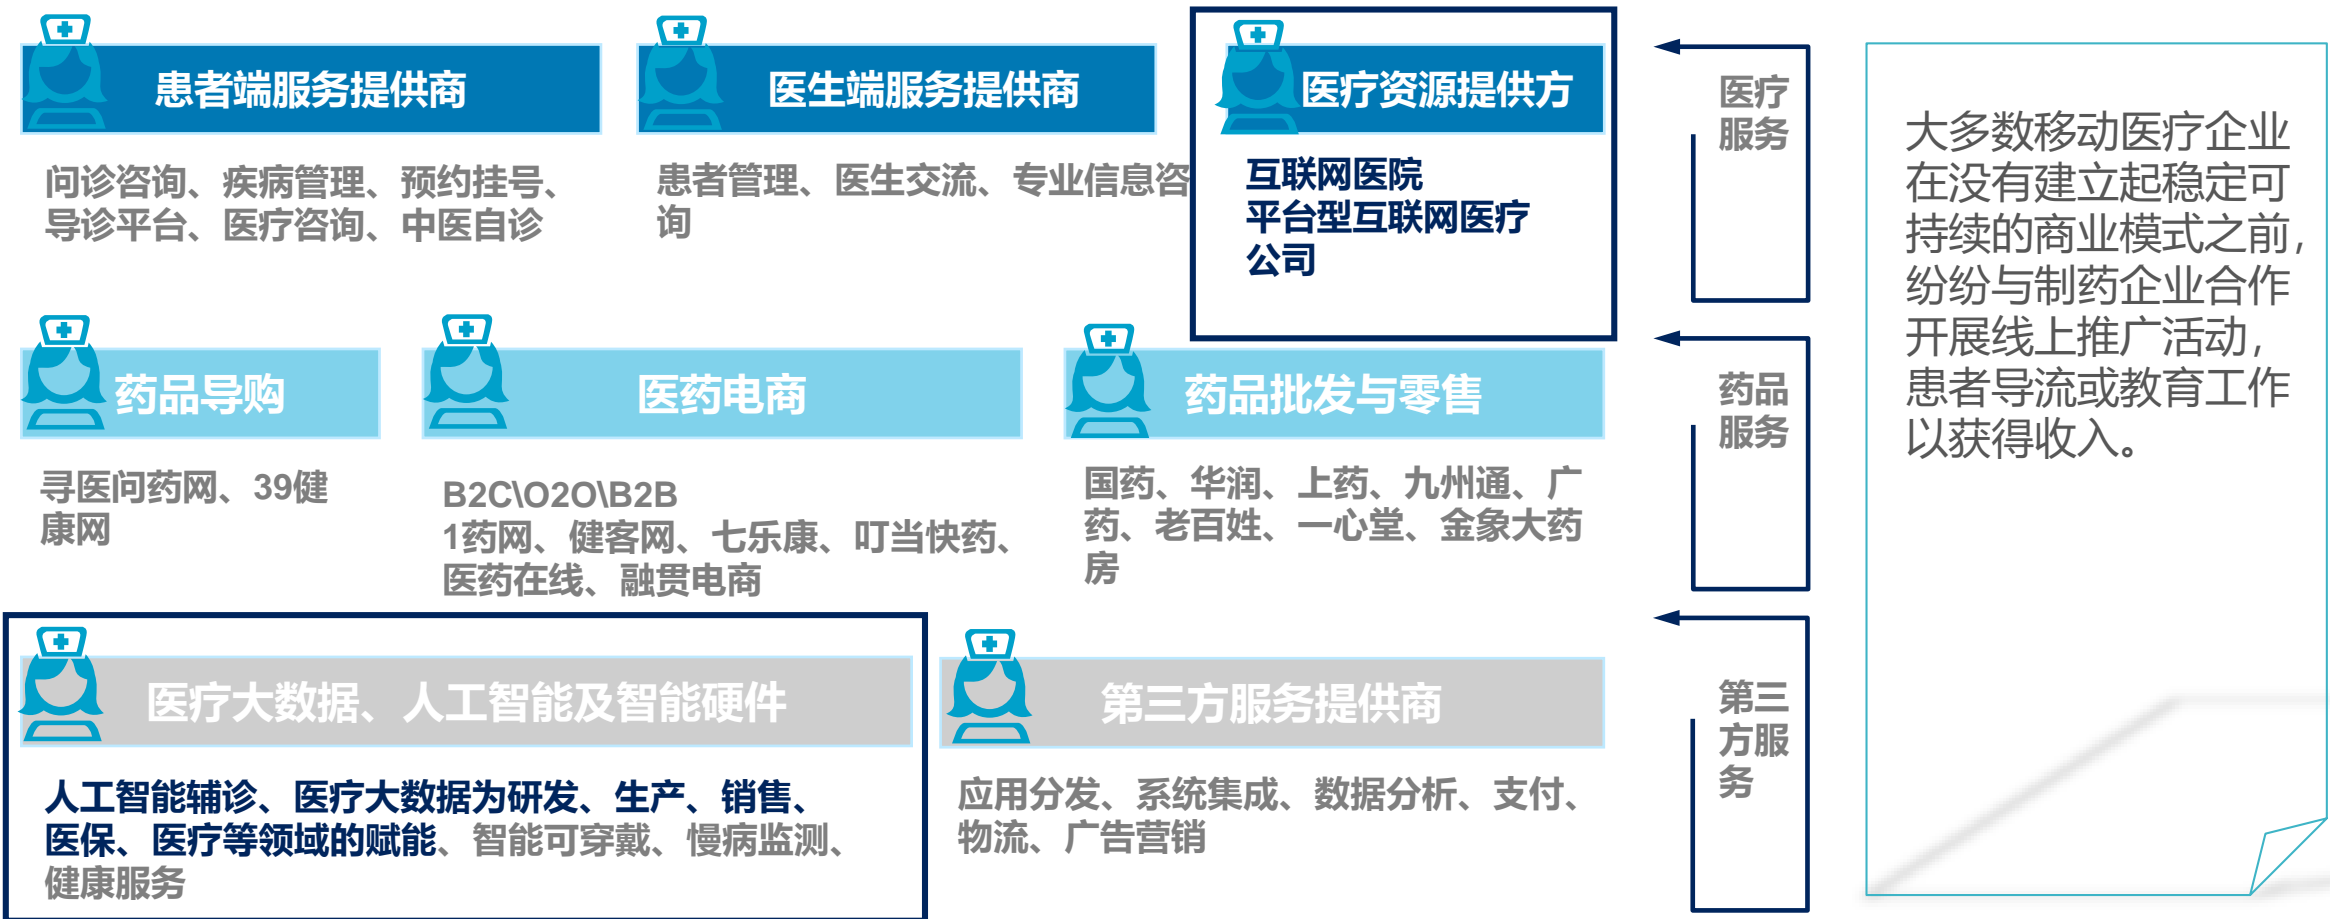 患者端服务提供商
问诊咨询、疾病管理、预约挂号、
导诊平台、医疗咨询、中医自诊
医生端服务提供商
患者管理、医生交流、专业信息咨
询
医疗资源提供方
互联网医院
平台型互联网医疗
公司
医疗
服务
药品导购
寻医问药网、39健
康网
医药电商
B2C\O2O\B2B
1药网、健客网、七乐康、叮当快药、
医药在线、融贯电商
药品批发与零售
国药、华润、上药、九州通、广
药、老百姓、一心堂、金象大药
房
药品
服务
医疗大数据、人工智能及智能硬件
人工智能辅诊、医疗大数据为研发、生产、销售、
医保、医疗等领域的赋能、智能可穿戴、慢病监测、
健康服务
第三方服务提供商
应用分发、系统集成、数据分析、支付、
物流、广告营销
第三
方服
务
大多数移动医疗企业
在没有建立起稳定可
持续的商业模式之前，
纷纷与制药企业合作
开展线上推广活动，
患者导流或教育工作
以获得收入。